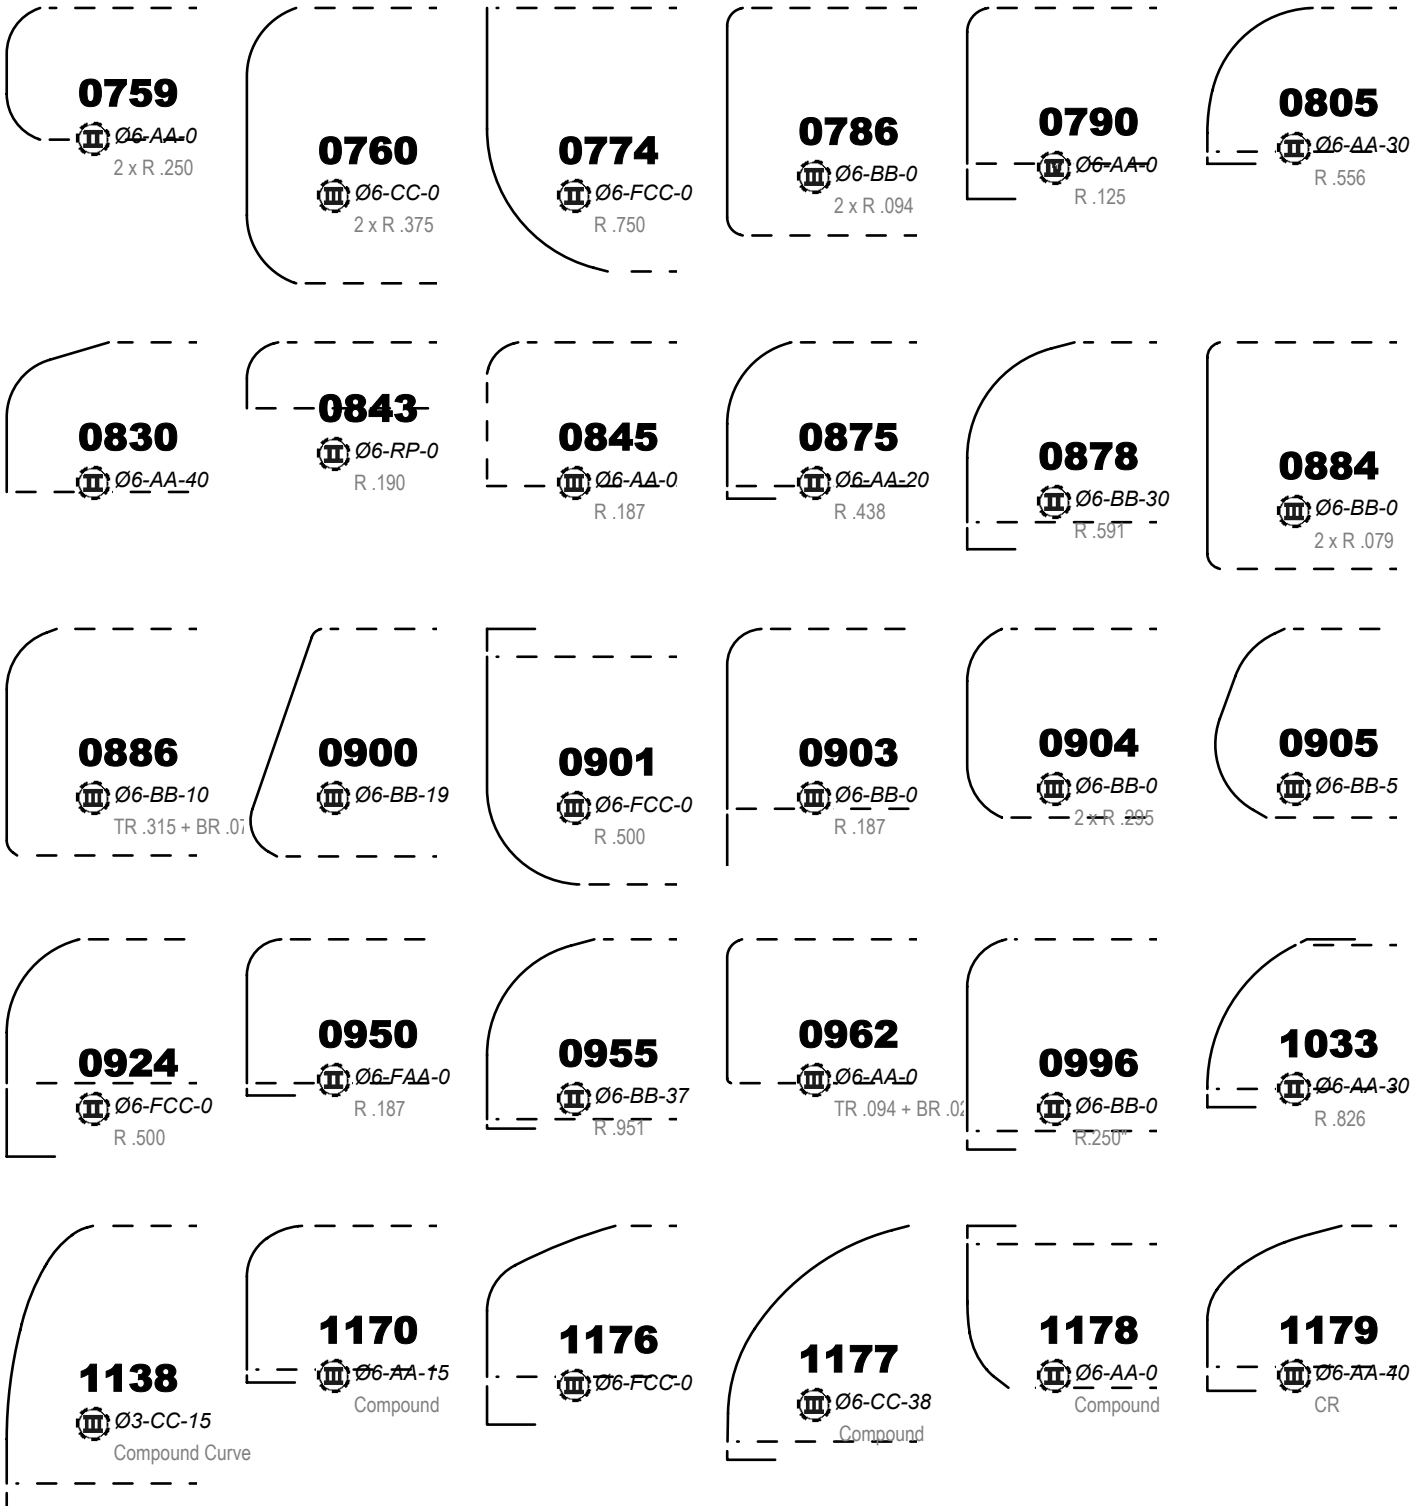 0759
II Ø6-AA-0
2 x R .250
0760
III Ø6-CC-0
2 x R .375
0774
II Ø6-FCC-0
R .750
0786
III Ø6-BB-0
2 x R .094
0790
IV Ø6-AA-0
R .125
0805
II Ø6-AA-30
R .556
0830
II Ø6-AA-40
0843
II Ø6-RP-0
R .190
0845
III Ø6-AA-0
R .187
0875
II Ø6-AA-20
R .438
0878
II Ø6-BB-30
R .591
0884
III Ø6-BB-0
2 x R .079
0886
III Ø6-BB-10
TR .315 + BR .07
0900
III Ø6-BB-19
0901
III Ø6-FCC-0
R .500
0903
III Ø6-BB-0
R .187
0904
III Ø6-BB-0
2 x R .295
0905
III Ø6-BB-5
0924
II Ø6-FCC-0
R .500
0950
II Ø6-FAA-0
R .187
0955
II Ø6-BB-37
R .951
0962
III Ø6-AA-0
TR .094 + BR .02
0996
II Ø6-BB-0
R.250"
1033
II Ø6-AA-30
R .826
1138
III Ø3-CC-15
Compound Curve
1170
III Ø6-AA-15
Compound
1176
III Ø6-FCC-0
1177
III Ø6-CC-38
Compound
1178
II Ø6-AA-0
Compound
1179
III Ø6-AA-40
CR